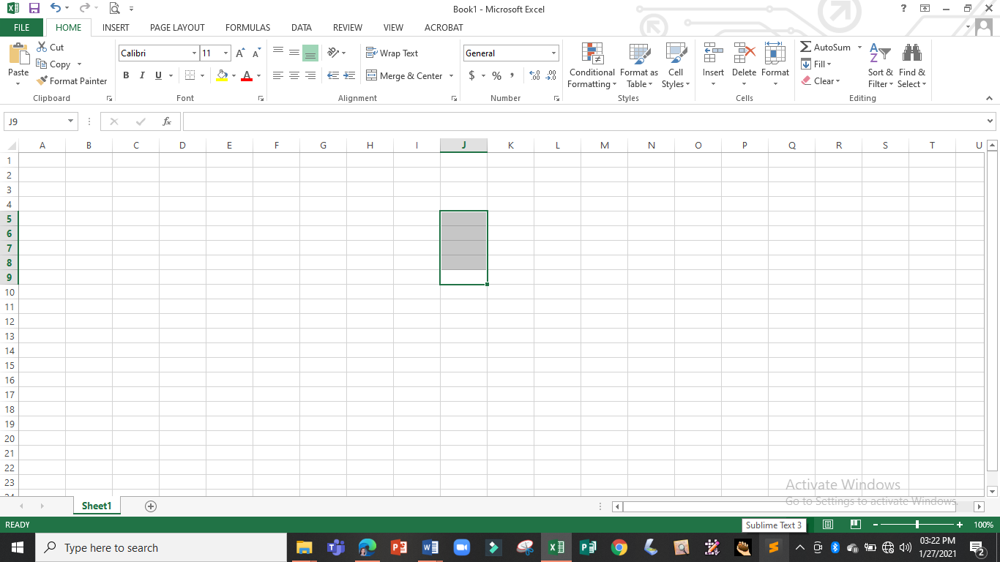 Book1 - Microsoft Excel
FILE HOME INSERT PAGE LAYOUT FORMULAS DATA REVIEW VIEW ACROBAT
Paste
Cut
Copy
Format Painter
Clipboard
Calibri 11
B I U
Font
Wrap Text
Merge & Center
Alignment
General
$ % ,
Number
Conditional Formatting
Format as Table
Cell Styles
Styles
Insert Delete Format
Cells
AutoSum
Fill
Clear
Sort & Filter
Find & Select
Editing
J9 fx
A B C D E F G H I J K L M N O P Q R S T U
1
2
3
4
5
6
7
8
9
10
11
12
13
14
15
16
17
18
19
20
21
22
23
24
Activate Windows
Go to Settings to activate Windows.
Sheet1
READY
Sublime Text 3
100%
Type here to search
03:22 PM
1/27/2021
2